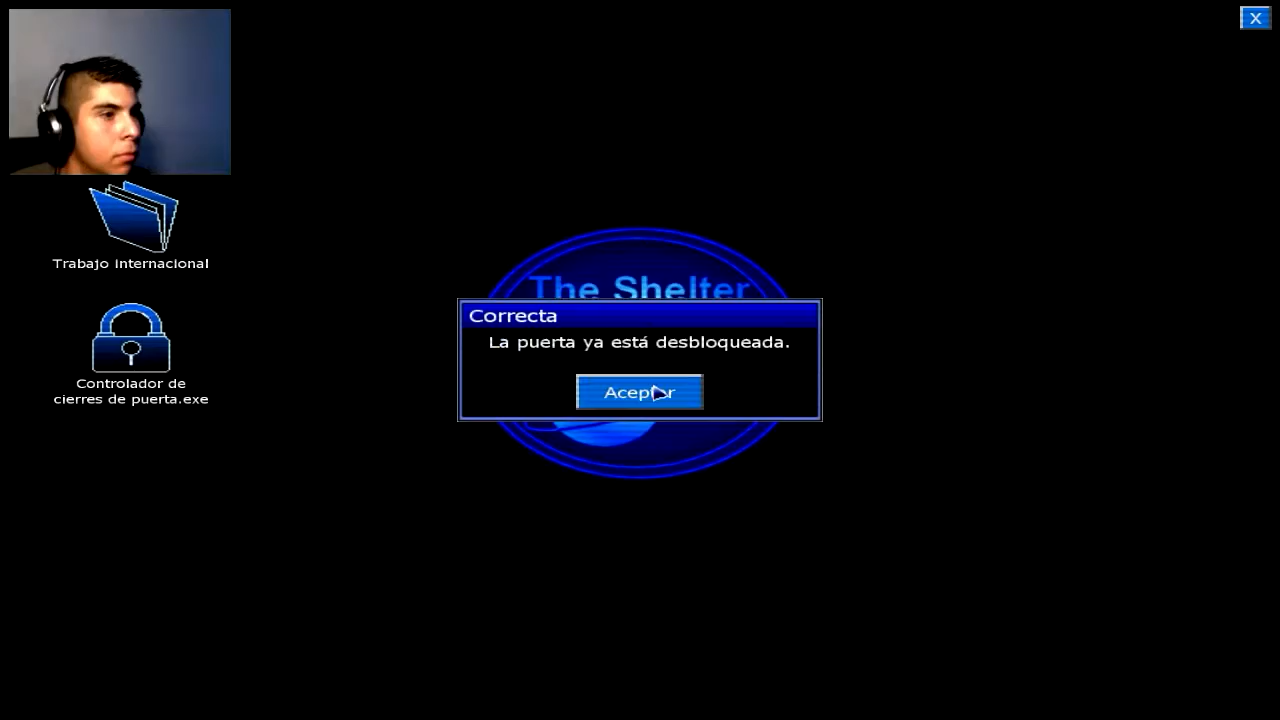 X
Trabajo internacional
Controlador de
cierres de puerta.exe
The Shelter
Correcta
La puerta ya está desbloqueada.
Aceptar